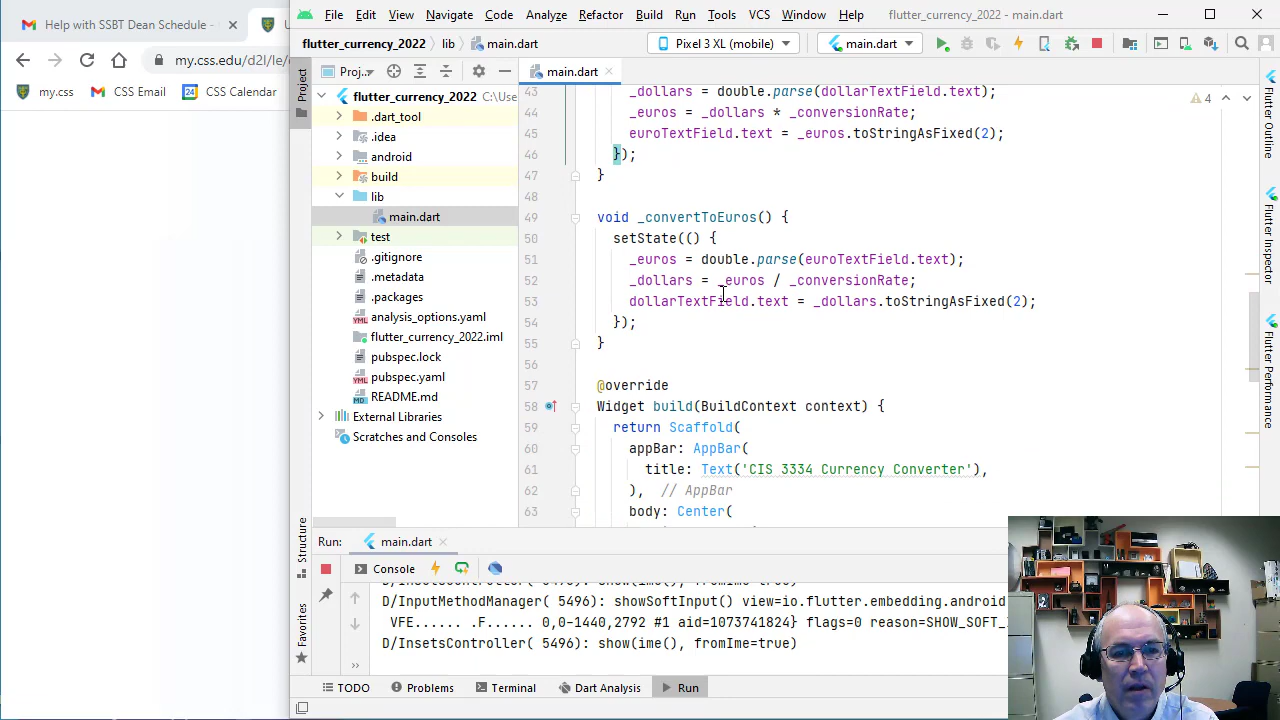 Help with SSBT Dean Schedule -
File Edit View Navigate Code Analyze Refactor Build Run Tools VCS Window Help flutter_currency_2022 - main.dart
flutter_currency_2022 lib main.dart Pixel 3 XL (mobile) main.dart
my.css.edu/d2l/le/
my.css CSS Email CSS Calendar
Project
Proj...
main.dart
flutter_currency_2022 C:\Use
.dart_tool
.idea
android
build
lib
main.dart
test
.gitignore
.metadata
.packages
analysis_options.yaml
flutter_currency_2022.iml
pubspec.lock
pubspec.yaml
README.md
External Libraries
Scratches and Consoles
43 _dollars = double.parse(dollarTextField.text);
44 _euros = _dollars * _conversionRate;
45 euroTextField.text = _euros.toStringAsFixed(2);
46 });
47 }
48
49 void _convertToEuros() {
50 setState(() {
51 _euros = double.parse(euroTextField.text);
52 _dollars = _euros / _conversionRate;
53 dollarTextField.text = _dollars.toStringAsFixed(2);
54 });
55 }
56
57 @override
58 Widget build(BuildContext context) {
59 return Scaffold(
60 appBar: AppBar(
61 title: Text('CIS 3334 Currency Converter'),
62 ), // AppBar
63 body: Center(
4
Flutter Outline
Flutter Inspector
Flutter Performance
Structure
Favorites
Run: main.dart
Console
D/InputMethodManager( 5496): showSoftInput() view=io.flutter.embedding.android
VFE...... .F...... 0,0-1440,2792 #1 aid=1073741824} flags=0 reason=SHOW_SOFT_
D/InsetsController( 5496): show(ime(), fromIme=true)
TODO Problems Terminal Dart Analysis Run